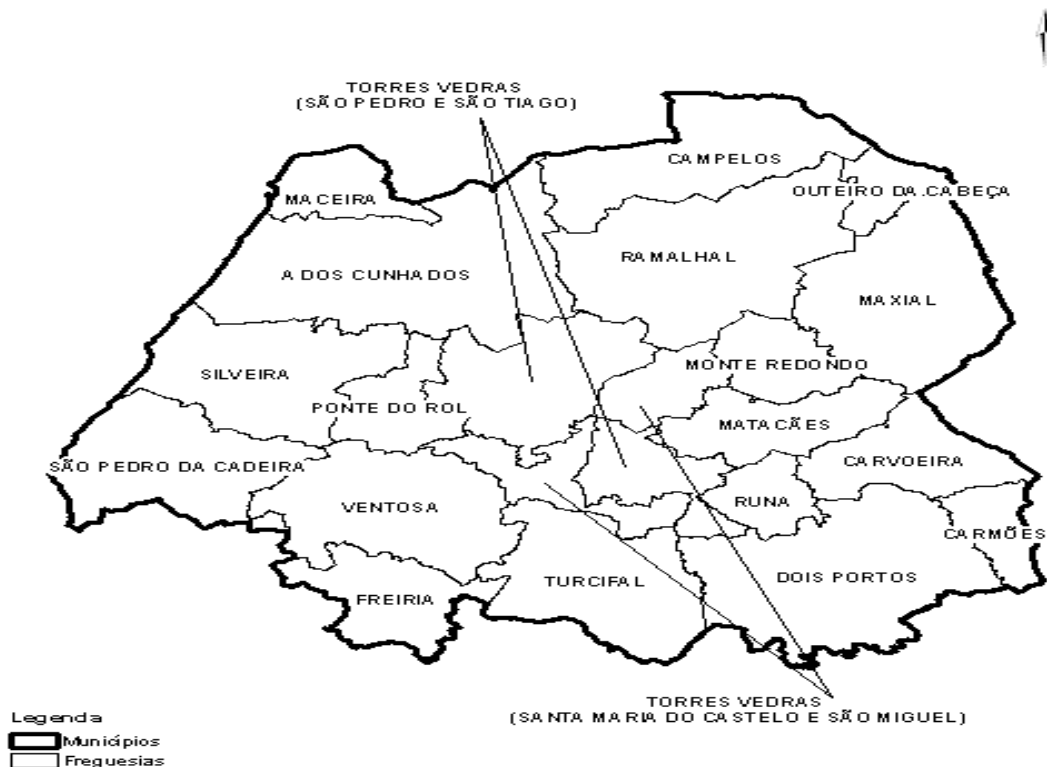 TORRES VEDRAS
(SÃO PEDRO E SÃO TIAGO)
CAMPELOS
OUTEIRO DA CABEÇA
MACEIRA
RAMALHAL
A DOS CUNHADOS
MAXIAL
MONTE REDONDO
SILVEIRA
PONTE DO ROL
MATACÃES
SÃO PEDRO DA CADEIRA
CARVOEIRA
RUNA
VENTOSA
CARMÕES
DOIS PORTOS
TURCIFAL
FREIRIA
TORRES VEDRAS
(SANTA MARIA DO CASTELO E SÃO MIGUEL)
Legenda
Municípios
Freguesias